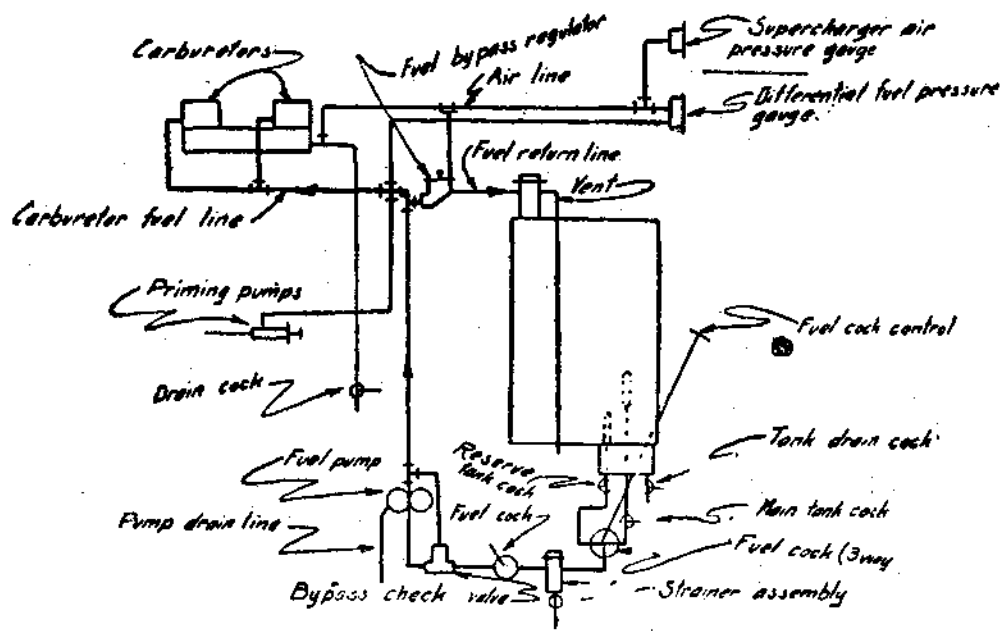 Carburetors
Fuel bypass regulator
Air line
Supercharger air
pressure gauge
Differential fuel pressure
gauge.
Fuel return line
Vent
Carburetor fuel line
Priming pumps
Fuel cock control
Drain cock
Reserve
tank cock
Tank drain cock
Fuel pump
Fuel cock
Main tank cock
Pump drain line
Fuel cock (3way
Bypass check valve
Strainer assembly